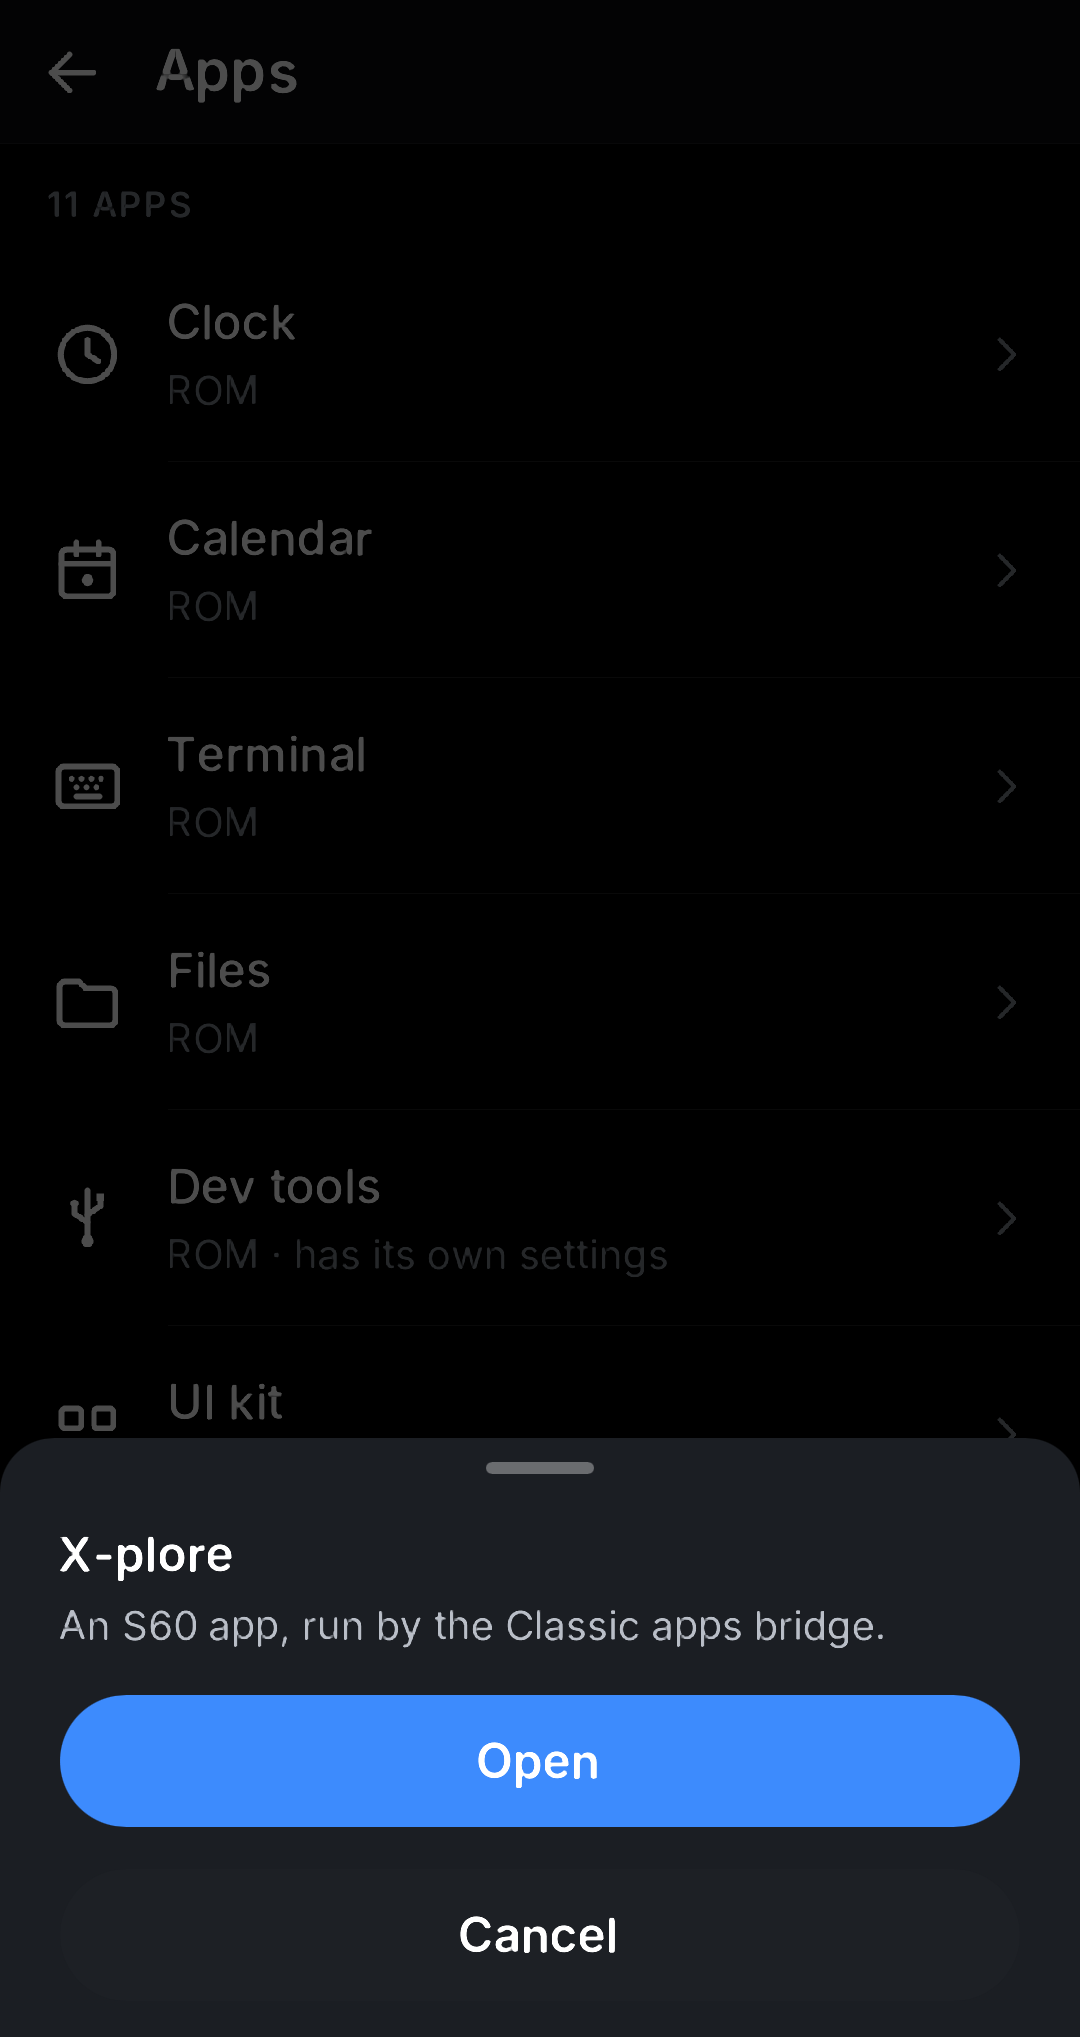 Apps
11 APPS
Clock
ROM
Calendar
ROM
Terminal
ROM
Files
ROM
Dev tools
ROM · has its own settings
UI kit
X-plore
An S60 app, run by the Classic apps bridge.
Open
Cancel